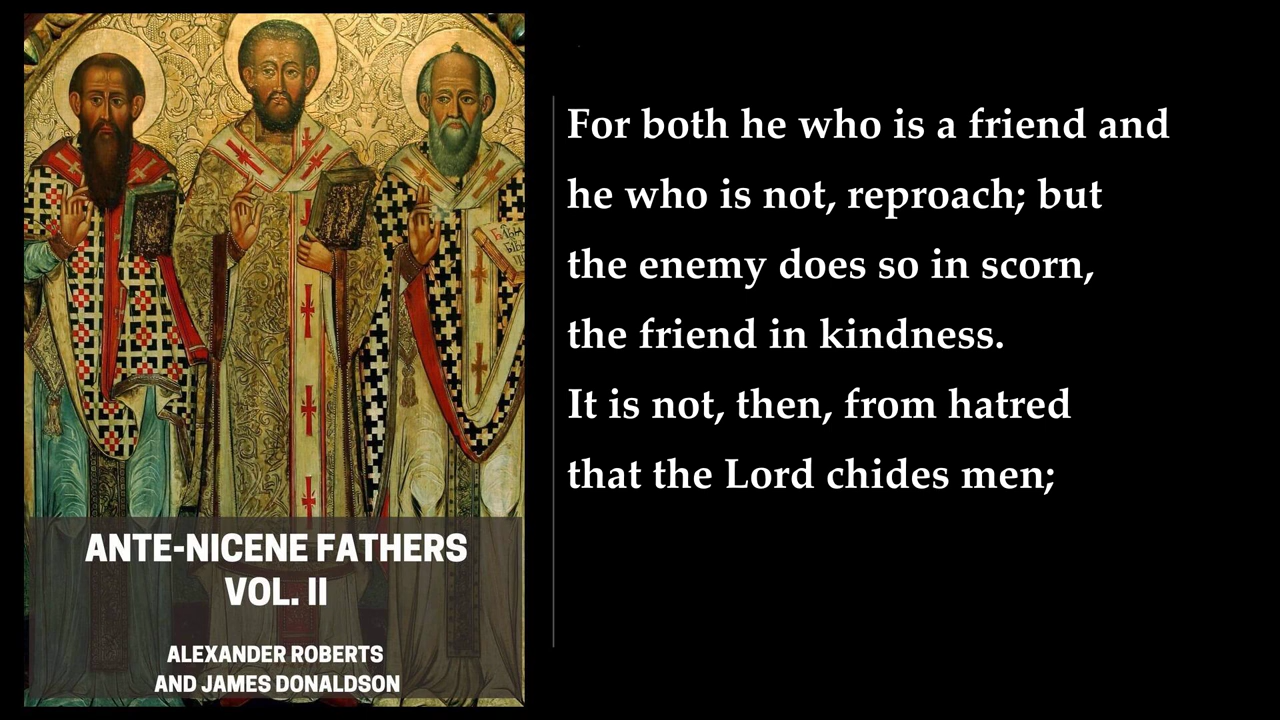 ANTE-NICENE FATHERS
VOL. II
ALEXANDER ROBERTS
AND JAMES DONALDSON
For both he who is a friend and
he who is not, reproach; but
the enemy does so in scorn,
the friend in kindness.
It is not, then, from hatred
that the Lord chides men;